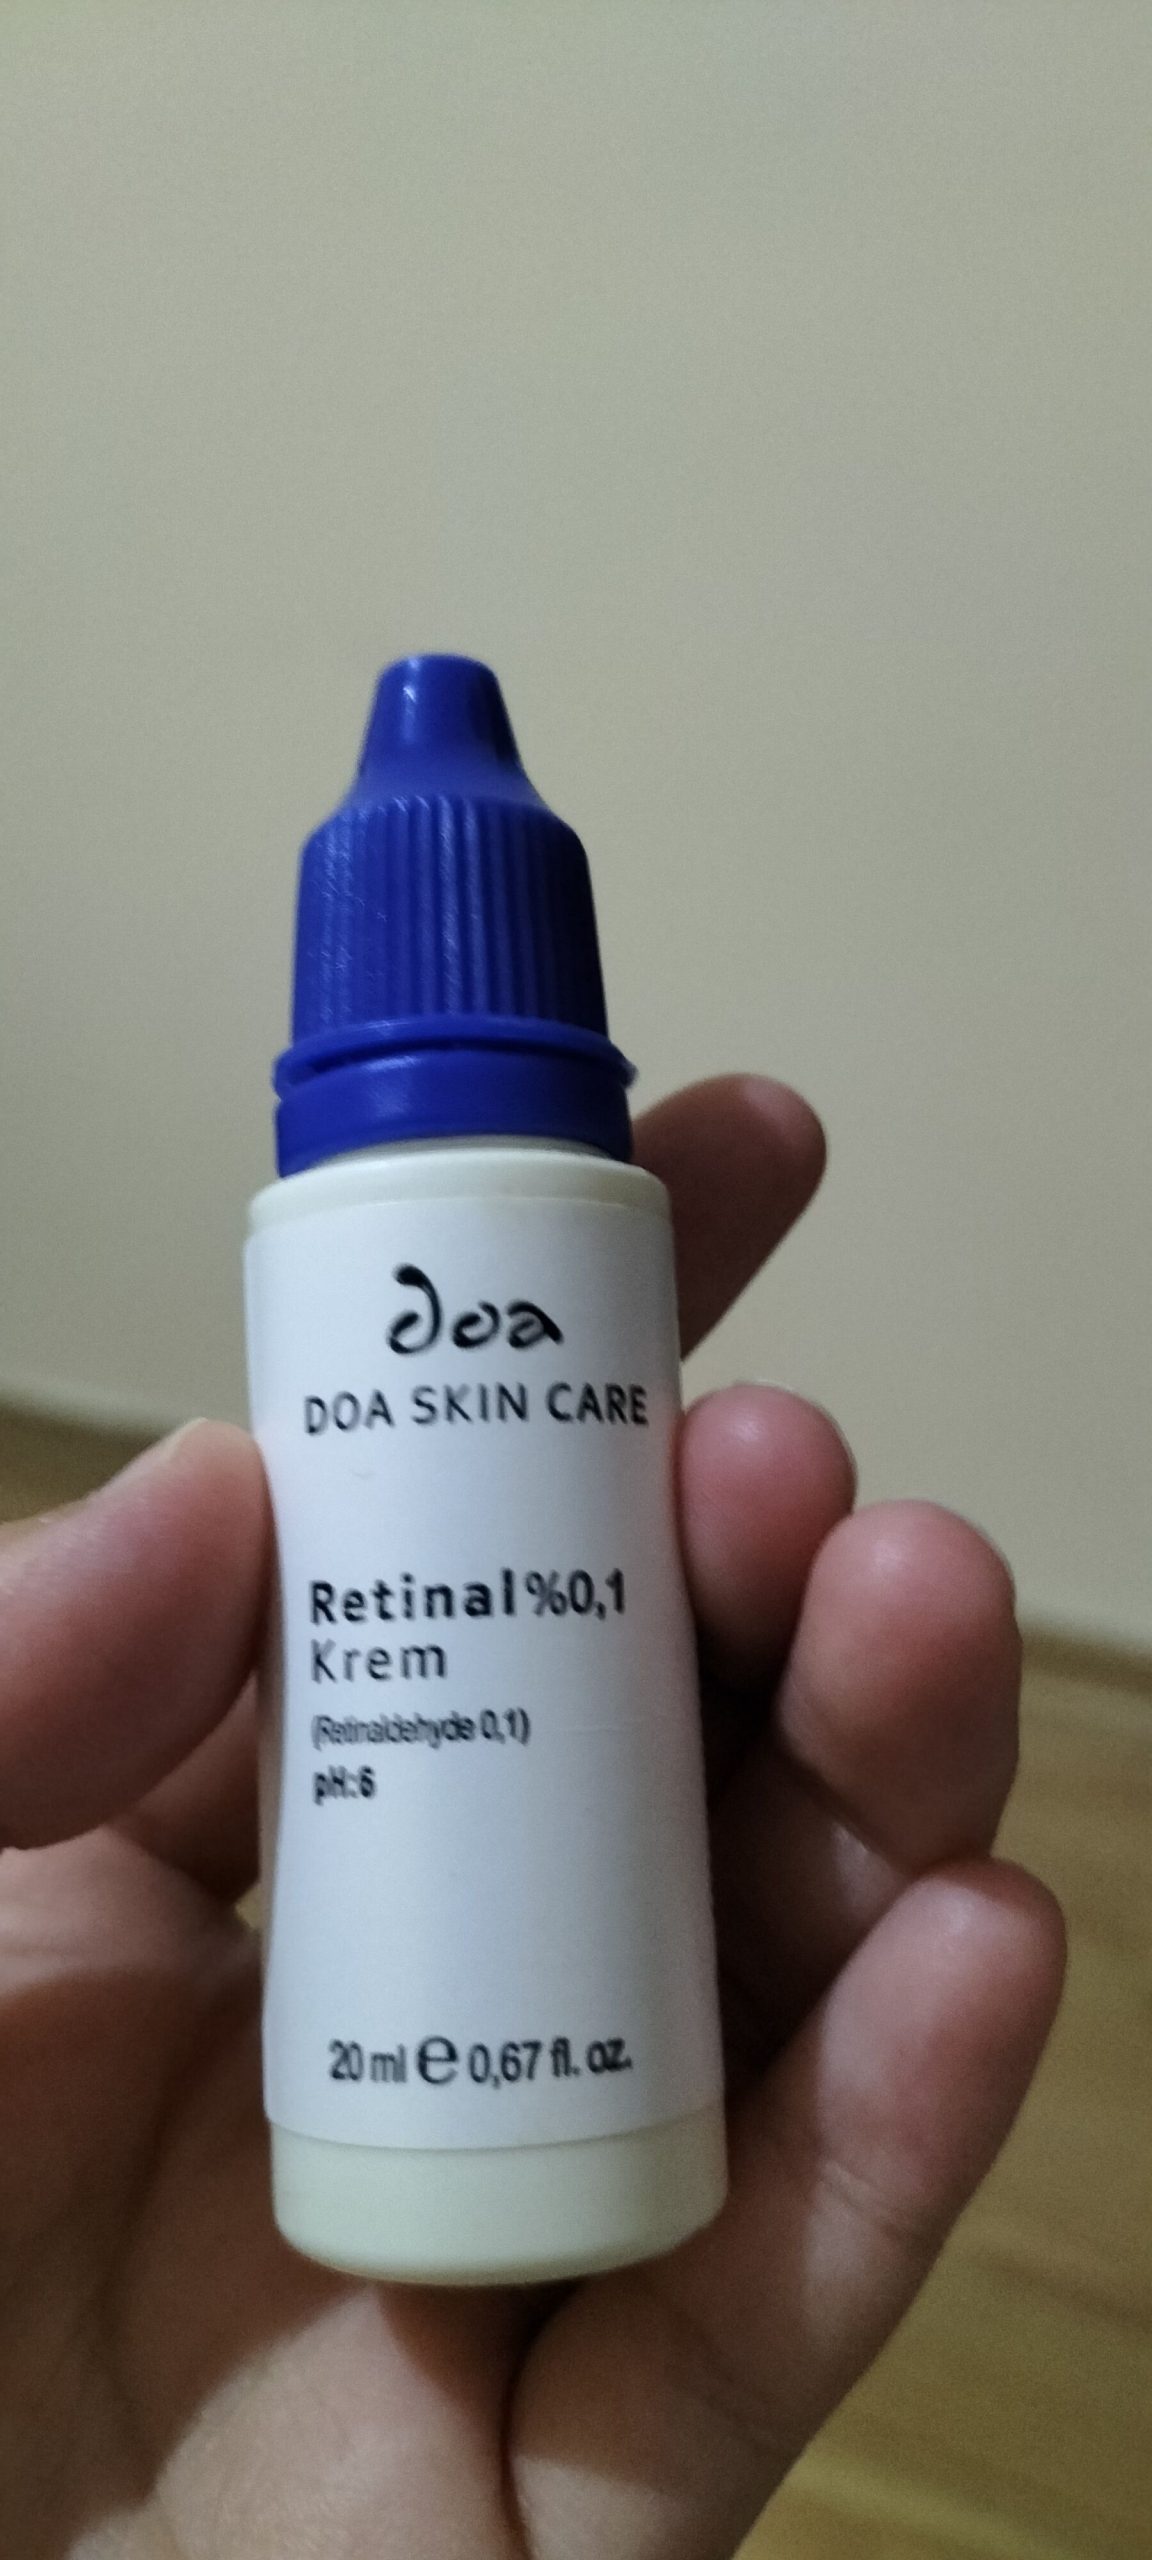 doa
DOA SKIN CARE
Retinal %0,1
Krem
(Retinaldehyde 0,1)
pH:6
20 ml e 0,67 fl. oz.